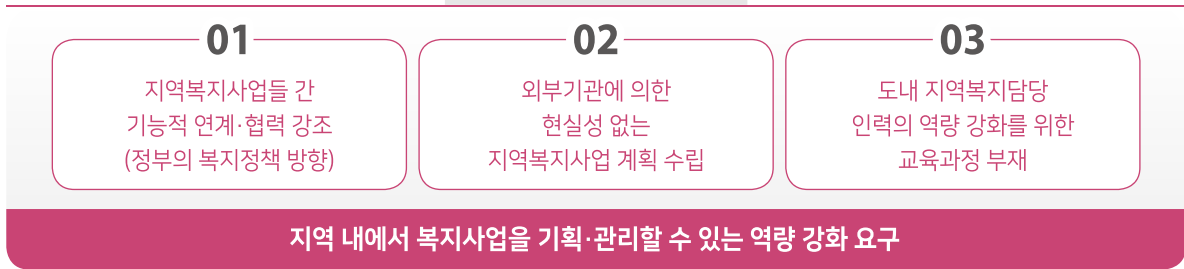 01
지역복지사업들 간
기능적 연계·협력 강조
(정부의 복지정책 방향)
02
외부기관에 의한
현실성 없는
지역복지사업 계획 수립
03
도내 지역복지담당
인력의 역량 강화를 위한
교육과정 부재
지역 내에서 복지사업을 기획·관리할 수 있는 역량 강화 요구